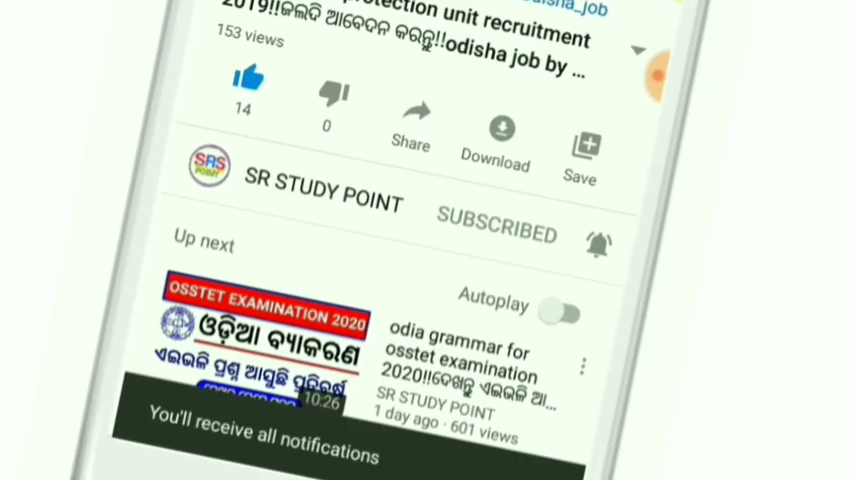 disha_job
protection unit recruitment
2019!!ଜଲଦି ଆବେଦନ କରନ୍ତୁ!!odisha job by ...
153 views
14
0
Share
Download
Save
SRS
POINT
SR STUDY POINT
SUBSCRIBED
Up next
Autoplay
OSSTET EXAMINATION 2020
ଓଡ଼ିଆ ବ୍ୟାକରଣ
ଏଇଭଳି ପ୍ରଶ୍ନ ଆସୁଛି ପ୍ରତିବର୍ଷ
10:26
odia grammar for
osstet examination
2020!!ଦେଖନ୍ତୁ ଏଇଭଳି ଆ...
SR STUDY POINT
1 day ago · 601 views
You'll receive all notifications